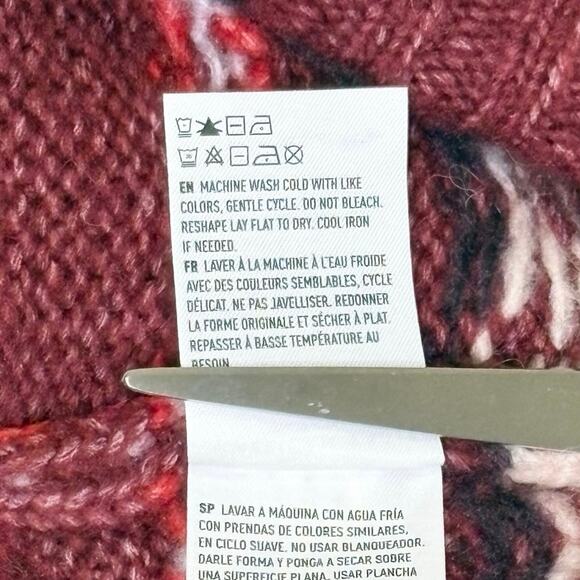 EN MACHINE WASH COLD WITH LIKE
COLORS, GENTLE CYCLE. DO NOT BLEACH.
RESHAPE LAY FLAT TO DRY. COOL IRON
IF NEEDED.
FR LAVER À LA MACHINE À L'EAU FROIDE
AVEC DES COULEURS SEMBLABLES, CYCLE
DÉLICAT. NE PAS JAVELLISER. REDONNER
LA FORME ORIGINALE ET SÉCHER À PLAT.
REPASSER À BASSE TEMPÉRATURE AU
BESOIN
SP LAVAR A MÁQUINA CON AGUA FRÍA
CON PRENDAS DE COLORES SIMILARES,
EN CICLO SUAVE. NO USAR BLANQUEADOR.
DARLE FORMA Y PONGA A SECAR SOBRE
UNA SUPERFICIE PLANA. USAR PLANCHA